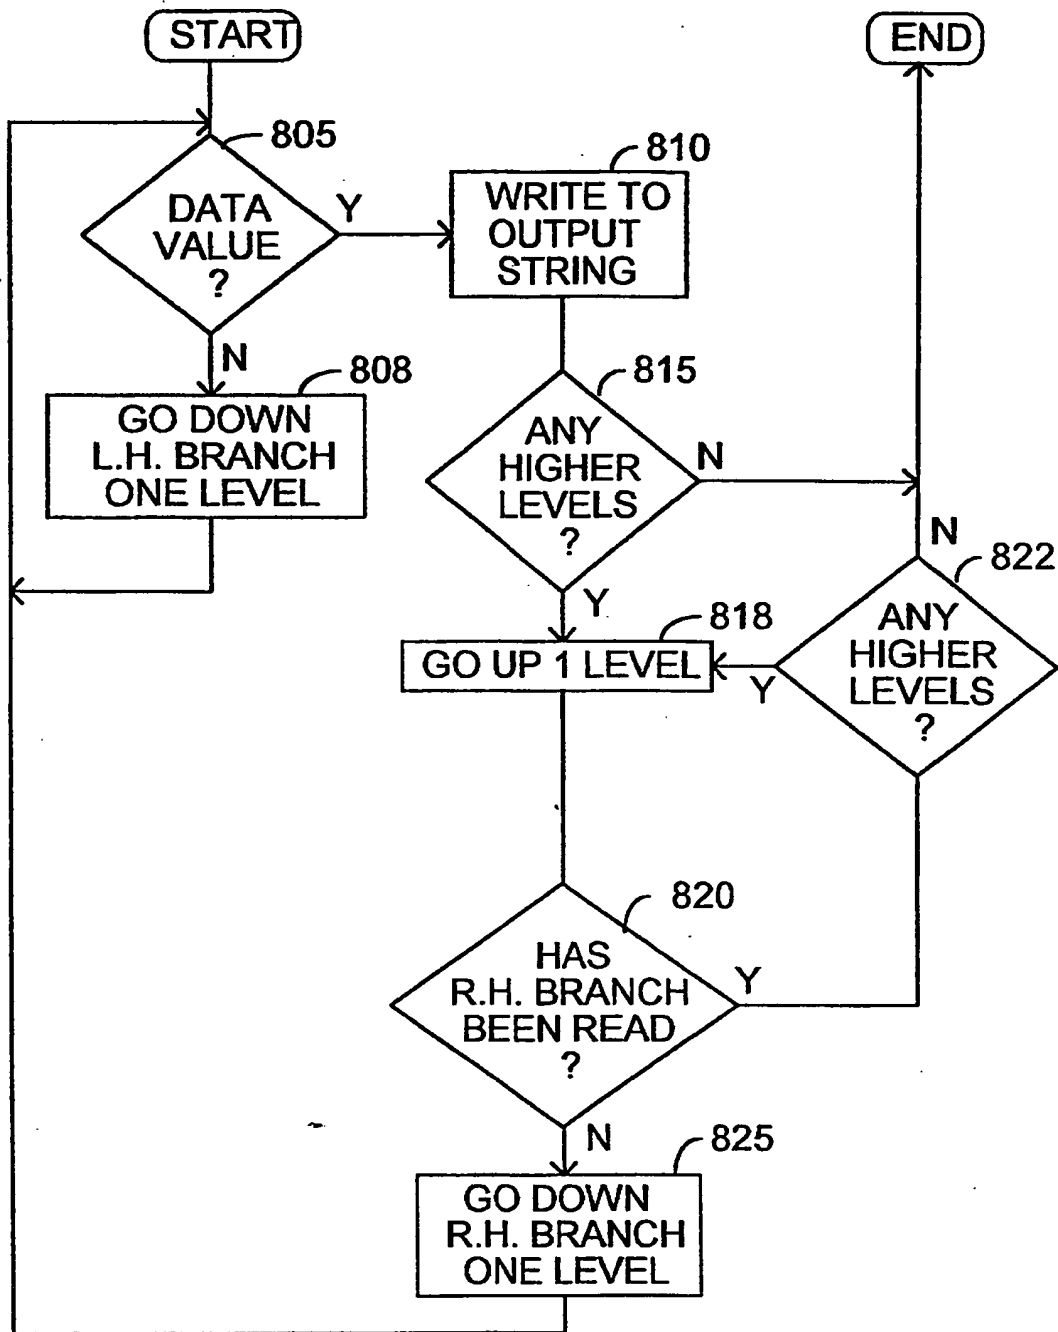 START
END
805
DATA
VALUE
?
Y
N
810
WRITE TO
OUTPUT
STRING
808
GO DOWN
L.H. BRANCH
ONE LEVEL
815
ANY
HIGHER
LEVELS
?
N
Y
818
GO UP 1 LEVEL
N
822
ANY
HIGHER
LEVELS
?
Y
820
HAS
R.H. BRANCH
BEEN READ
?
Y
N
825
GO DOWN
R.H. BRANCH
ONE LEVEL